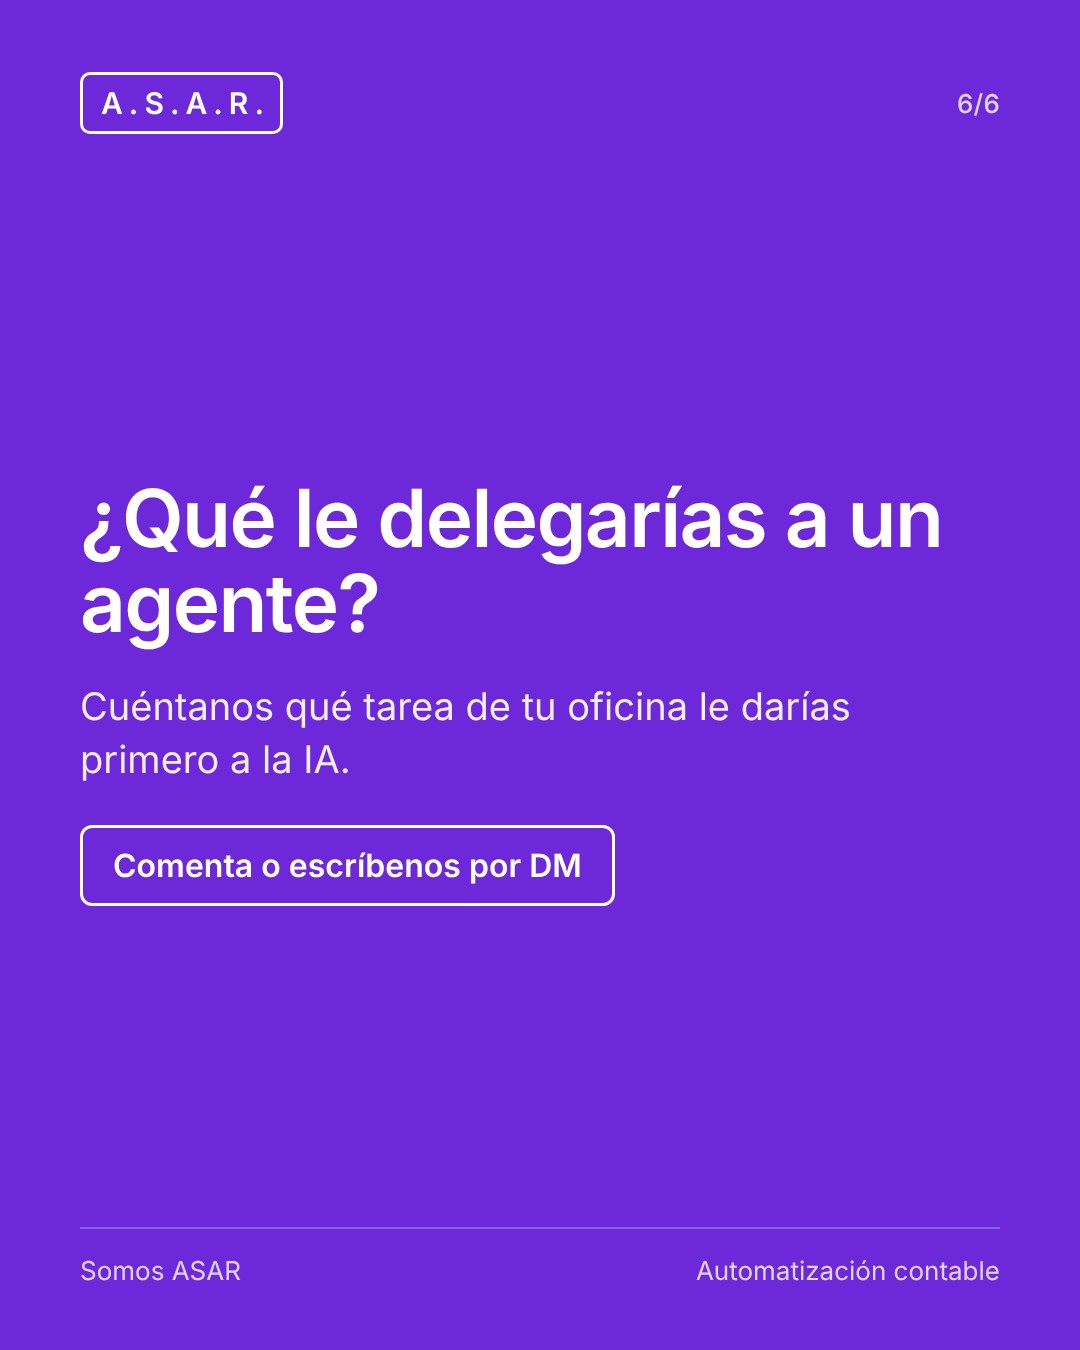 A.S.A.R.
6/6
¿Qué le delegarías a un
agente?
Cuéntanos qué tarea de tu oficina le darías
primero a la IA.
Comenta o escríbenos por DM
Somos ASAR
Automatización contable